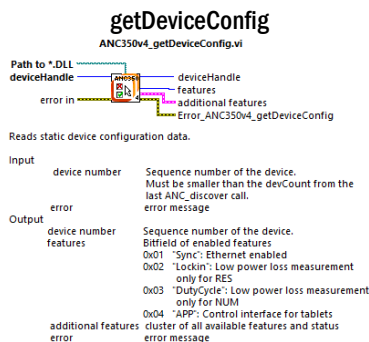 getDeviceConfig
ANC350v4_getDeviceConfig.vi
Path to *.DLL
deviceHandle
error in
ANC350
4
deviceHandle
features
additional features
Error_ANC350v4_getDeviceConfig
Reads static device configuration data.
Input
device number Sequence number of the device.
Must be smaller than the devCount from the
last ANC_discover call.
error error message
Output
device number Sequence number of the device.
features Bitfield of enabled features
0x01 "Sync": Ethernet enabled
0x02 "Lockin": Low power loss measurement
only for RES
0x03 "DutyCycle": Low power loss measurement
only for NUM
0x04 "APP": Control interface for tablets
additional features cluster of all available features and status
error error message